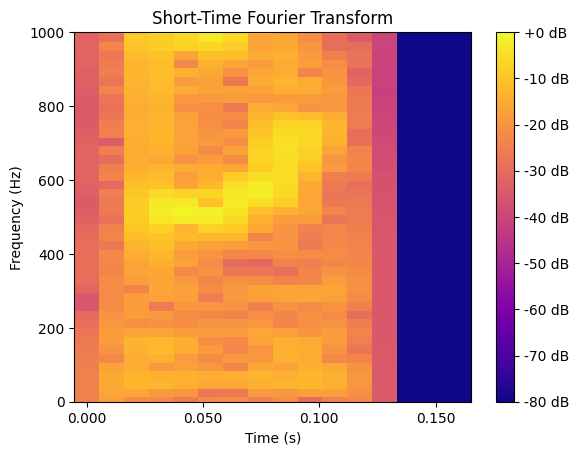 Short-Time Fourier Transform
1000
800
600
400
200
0
Frequency (Hz)
0.000
0.050
0.100
0.150
Time (s)
+0 dB
-10 dB
-20 dB
-30 dB
-40 dB
-50 dB
-60 dB
-70 dB
-80 dB